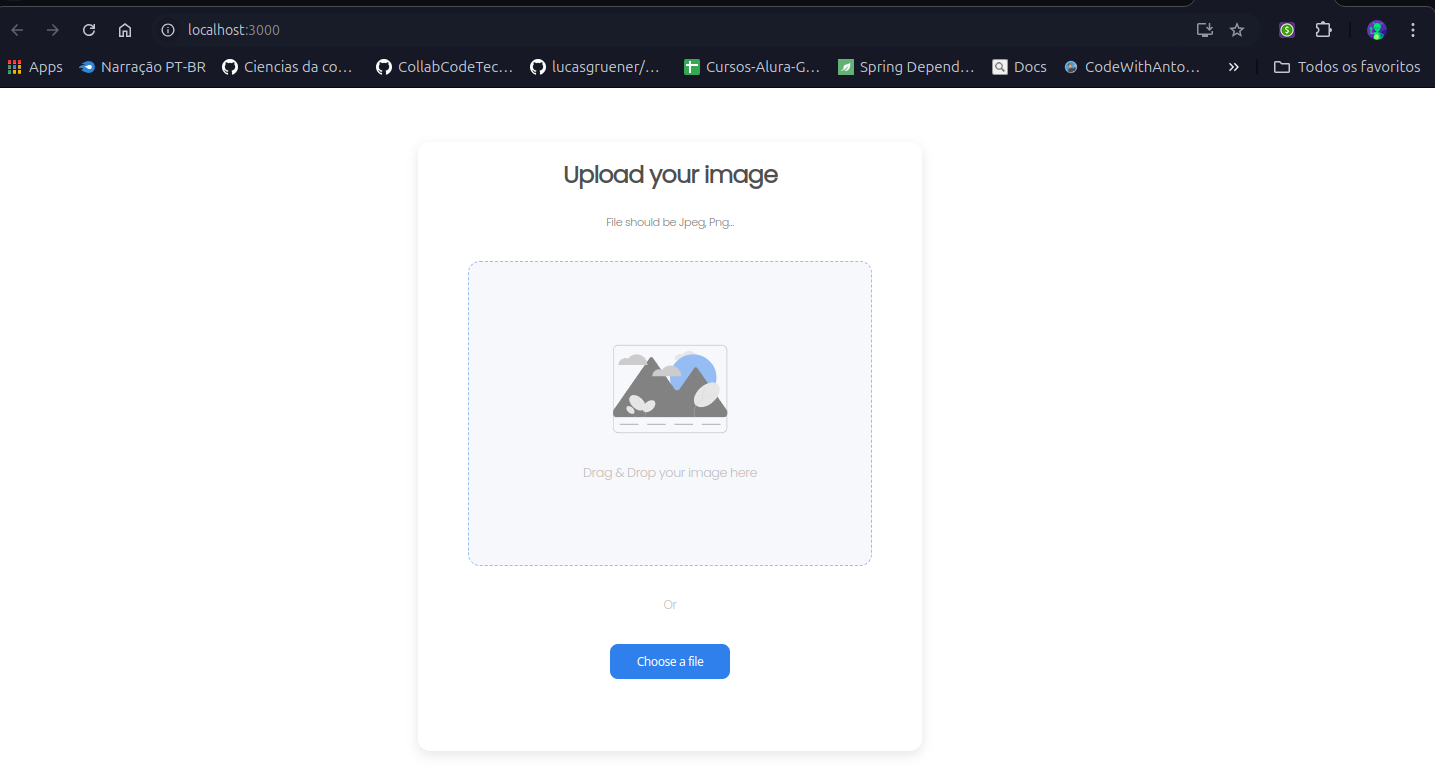 localhost:3000
Apps Narração PT-BR Ciencias da co... CollabCodeTec... lucasgruener/... Cursos-Alura-G... Spring Depend... Docs CodeWithAnto... » Todos os favoritos
Upload your image
File should be Jpeg, Png...
Drag & Drop your image here
Or
Choose a file